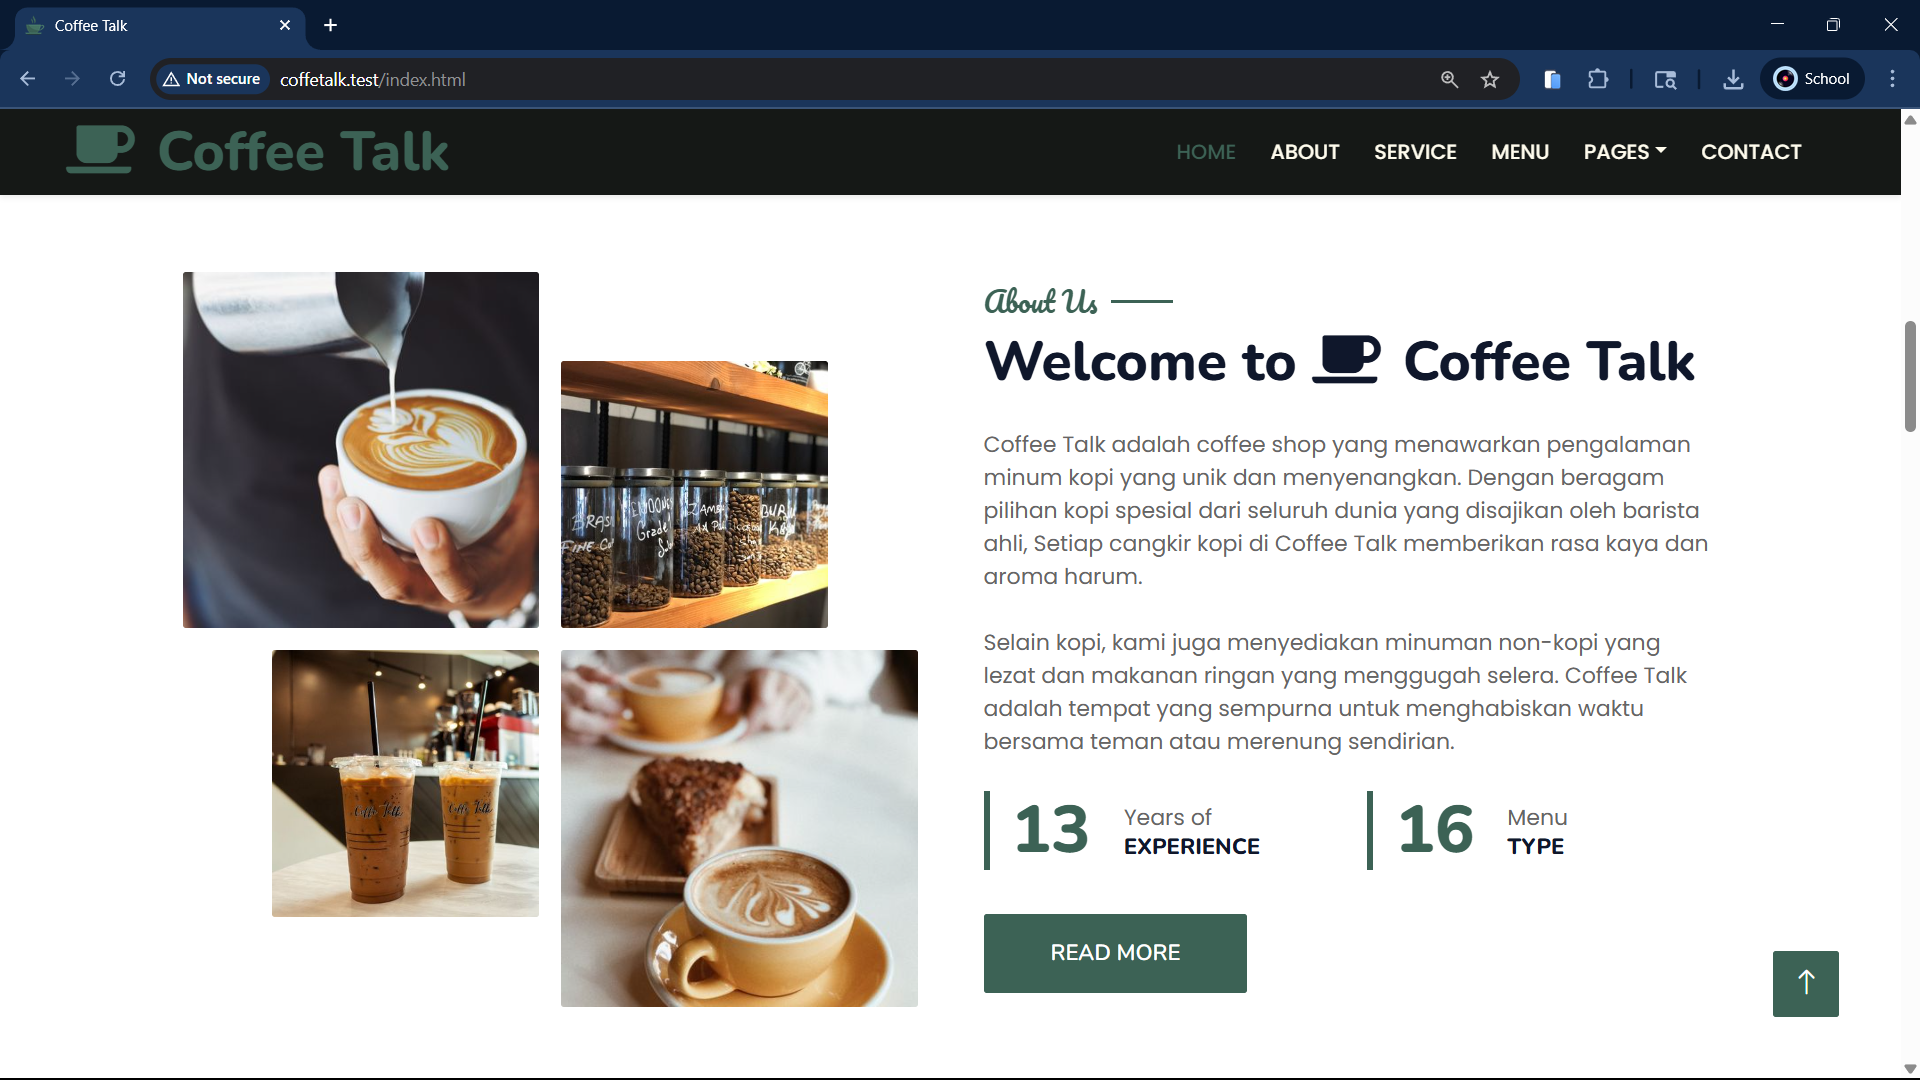 Coffee Talk
Not secure
coffetalk.test/index.html
School
Coffee Talk
HOME ABOUT SERVICE MENU PAGES CONTACT
About Us
Welcome to Coffee Talk
Coffee Talk adalah coffee shop yang menawarkan pengalaman
minum kopi yang unik dan menyenangkan. Dengan beragam
pilihan kopi spesial dari seluruh dunia yang disajikan oleh barista
ahli, Setiap cangkir kopi di Coffee Talk memberikan rasa kaya dan
aroma harum.
Selain kopi, kami juga menyediakan minuman non-kopi yang
lezat dan makanan ringan yang menggugah selera. Coffee Talk
adalah tempat yang sempurna untuk menghabiskan waktu
bersama teman atau merenung sendirian.
13 Years of
EXPERIENCE
16 Menu
TYPE
READ MORE